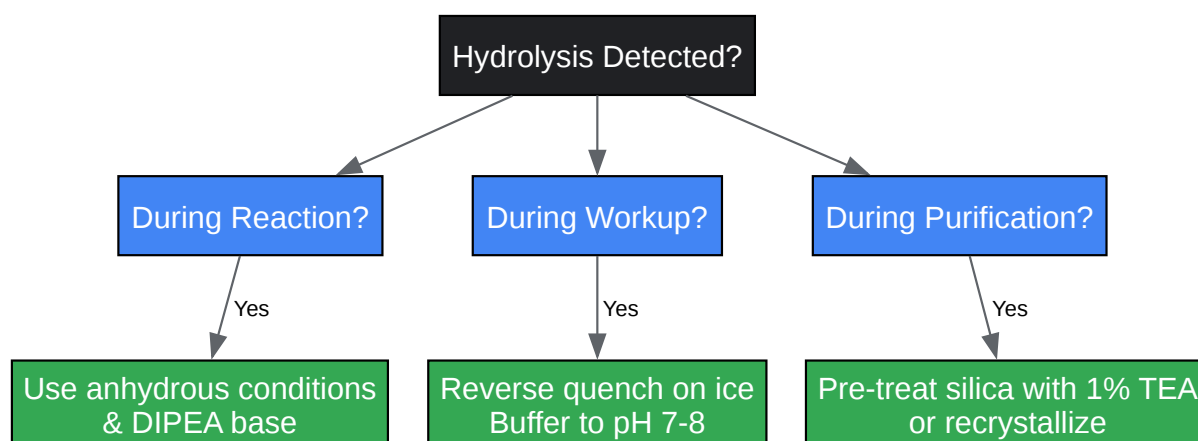 Hydrolysis Detected?
During Reaction?
During Workup?
During Purification?
Yes
Yes
Yes
Use anhydrous conditions
& DIPEA base
Reverse quench on ice
Buffer to pH 7-8
Pre-treat silica with 1% TEA
or recrystallize